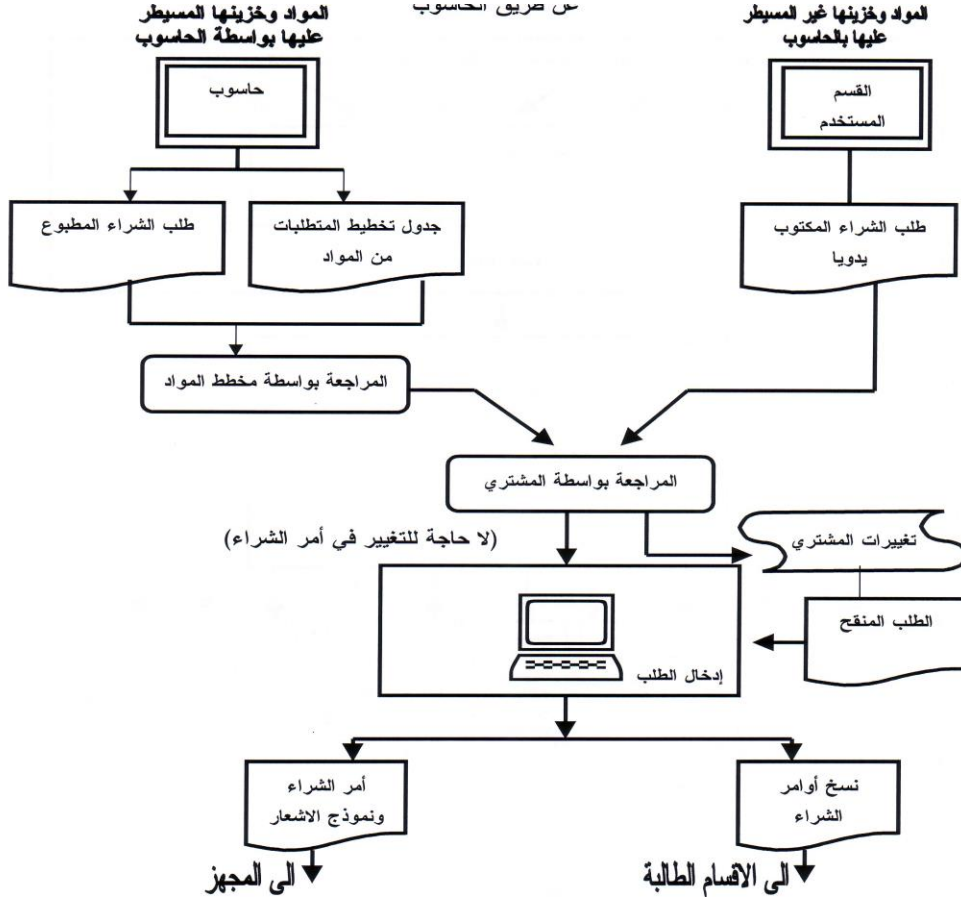 عن طريق الحاسوب
المواد وخزينها غير المسيطر
عليها بالحاسوب
المواد وخزينها المسيطر
عليها بواسطة الحاسوب
القسم
المستخدم
حاسوب
طلب الشراء المكتوب
يدويا
جدول تخطيط المتطلبات
من المواد
طلب الشراء المطبوع
المراجعة بواسطة مخطط المواد
المراجعة بواسطة المشتري
(لا حاجة للتغيير في أمر الشراء)
تغييرات المشتري
الطلب المنقح
إدخال الطلب
نسخ أوامر
الشراء
أمر الشراء
ونموذج الاشعار
الى الاقسام الطالبة
الى المجهز